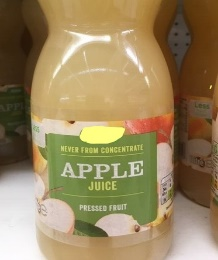 NEVER FROM CONCENTRATE
APPLE
JUICE
PRESSED FRUIT